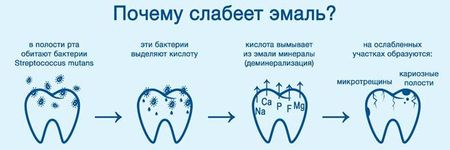 Почему слабеет эмаль?
в полости рта
обитают бактерии
Streptococcus mutans
эти бактерии
выделяют кислоту
кислота вымывает
из эмали минералы
(деминерализация)
на ослабленных
участках образуются:
микротрещины
кариозные
полости
Ca
P
F
Mg
Na